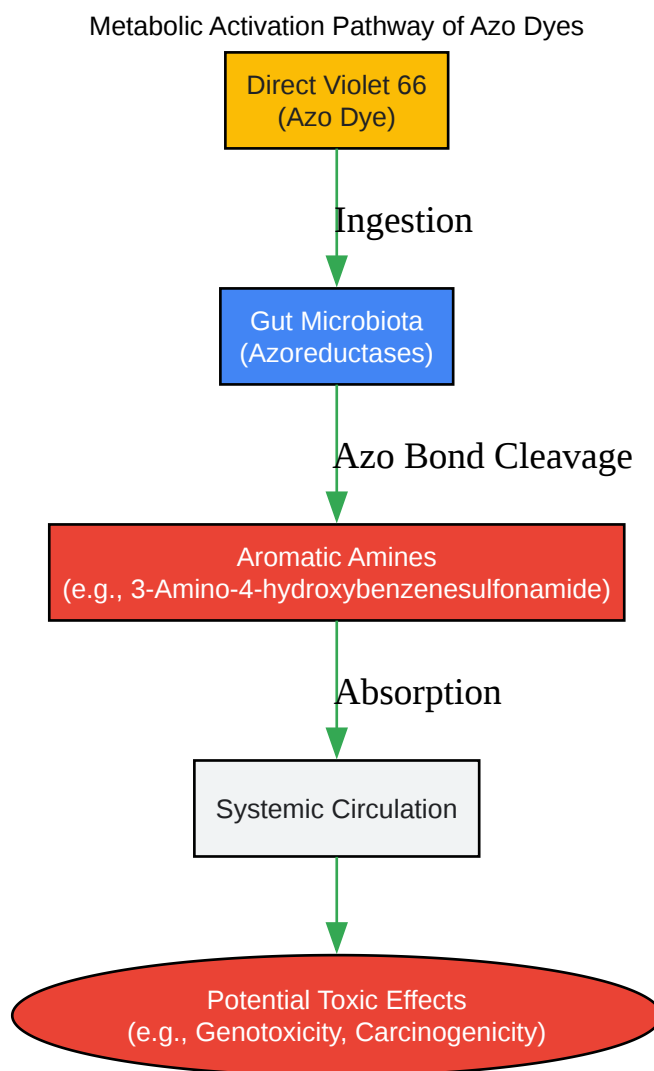 Metabolic Activation Pathway of Azo Dyes
Direct Violet 66
(Azo Dye)
Ingestion
Gut Microbiota
(Azoreductases)
Azo Bond Cleavage
Aromatic Amines
(e.g., 3-Amino-4-hydroxybenzenesulfonamide)
Absorption
Systemic Circulation
Potential Toxic Effects
(e.g., Genotoxicity, Carcinogenicity)